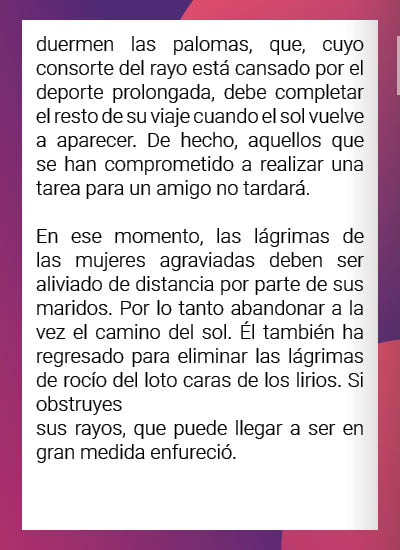 duermen las palomas, que, cuyo
consorte del rayo está cansado por el
deporte prolongada, debe completar
el resto de su viaje cuando el sol vuelve
a aparecer. De hecho, aquellos que
se han comprometido a realizar una
tarea para un amigo no tardará.

En ese momento, las lágrimas de
las mujeres agraviadas deben ser
aliviado de distancia por parte de sus
maridos. Por lo tanto abandonar a la
vez el camino del sol. Él también ha
regresado para eliminar las lágrimas
de rocío del loto caras de los lirios. Si
obstruyes
sus rayos, que puede llegar a ser en
gran medida enfureció.